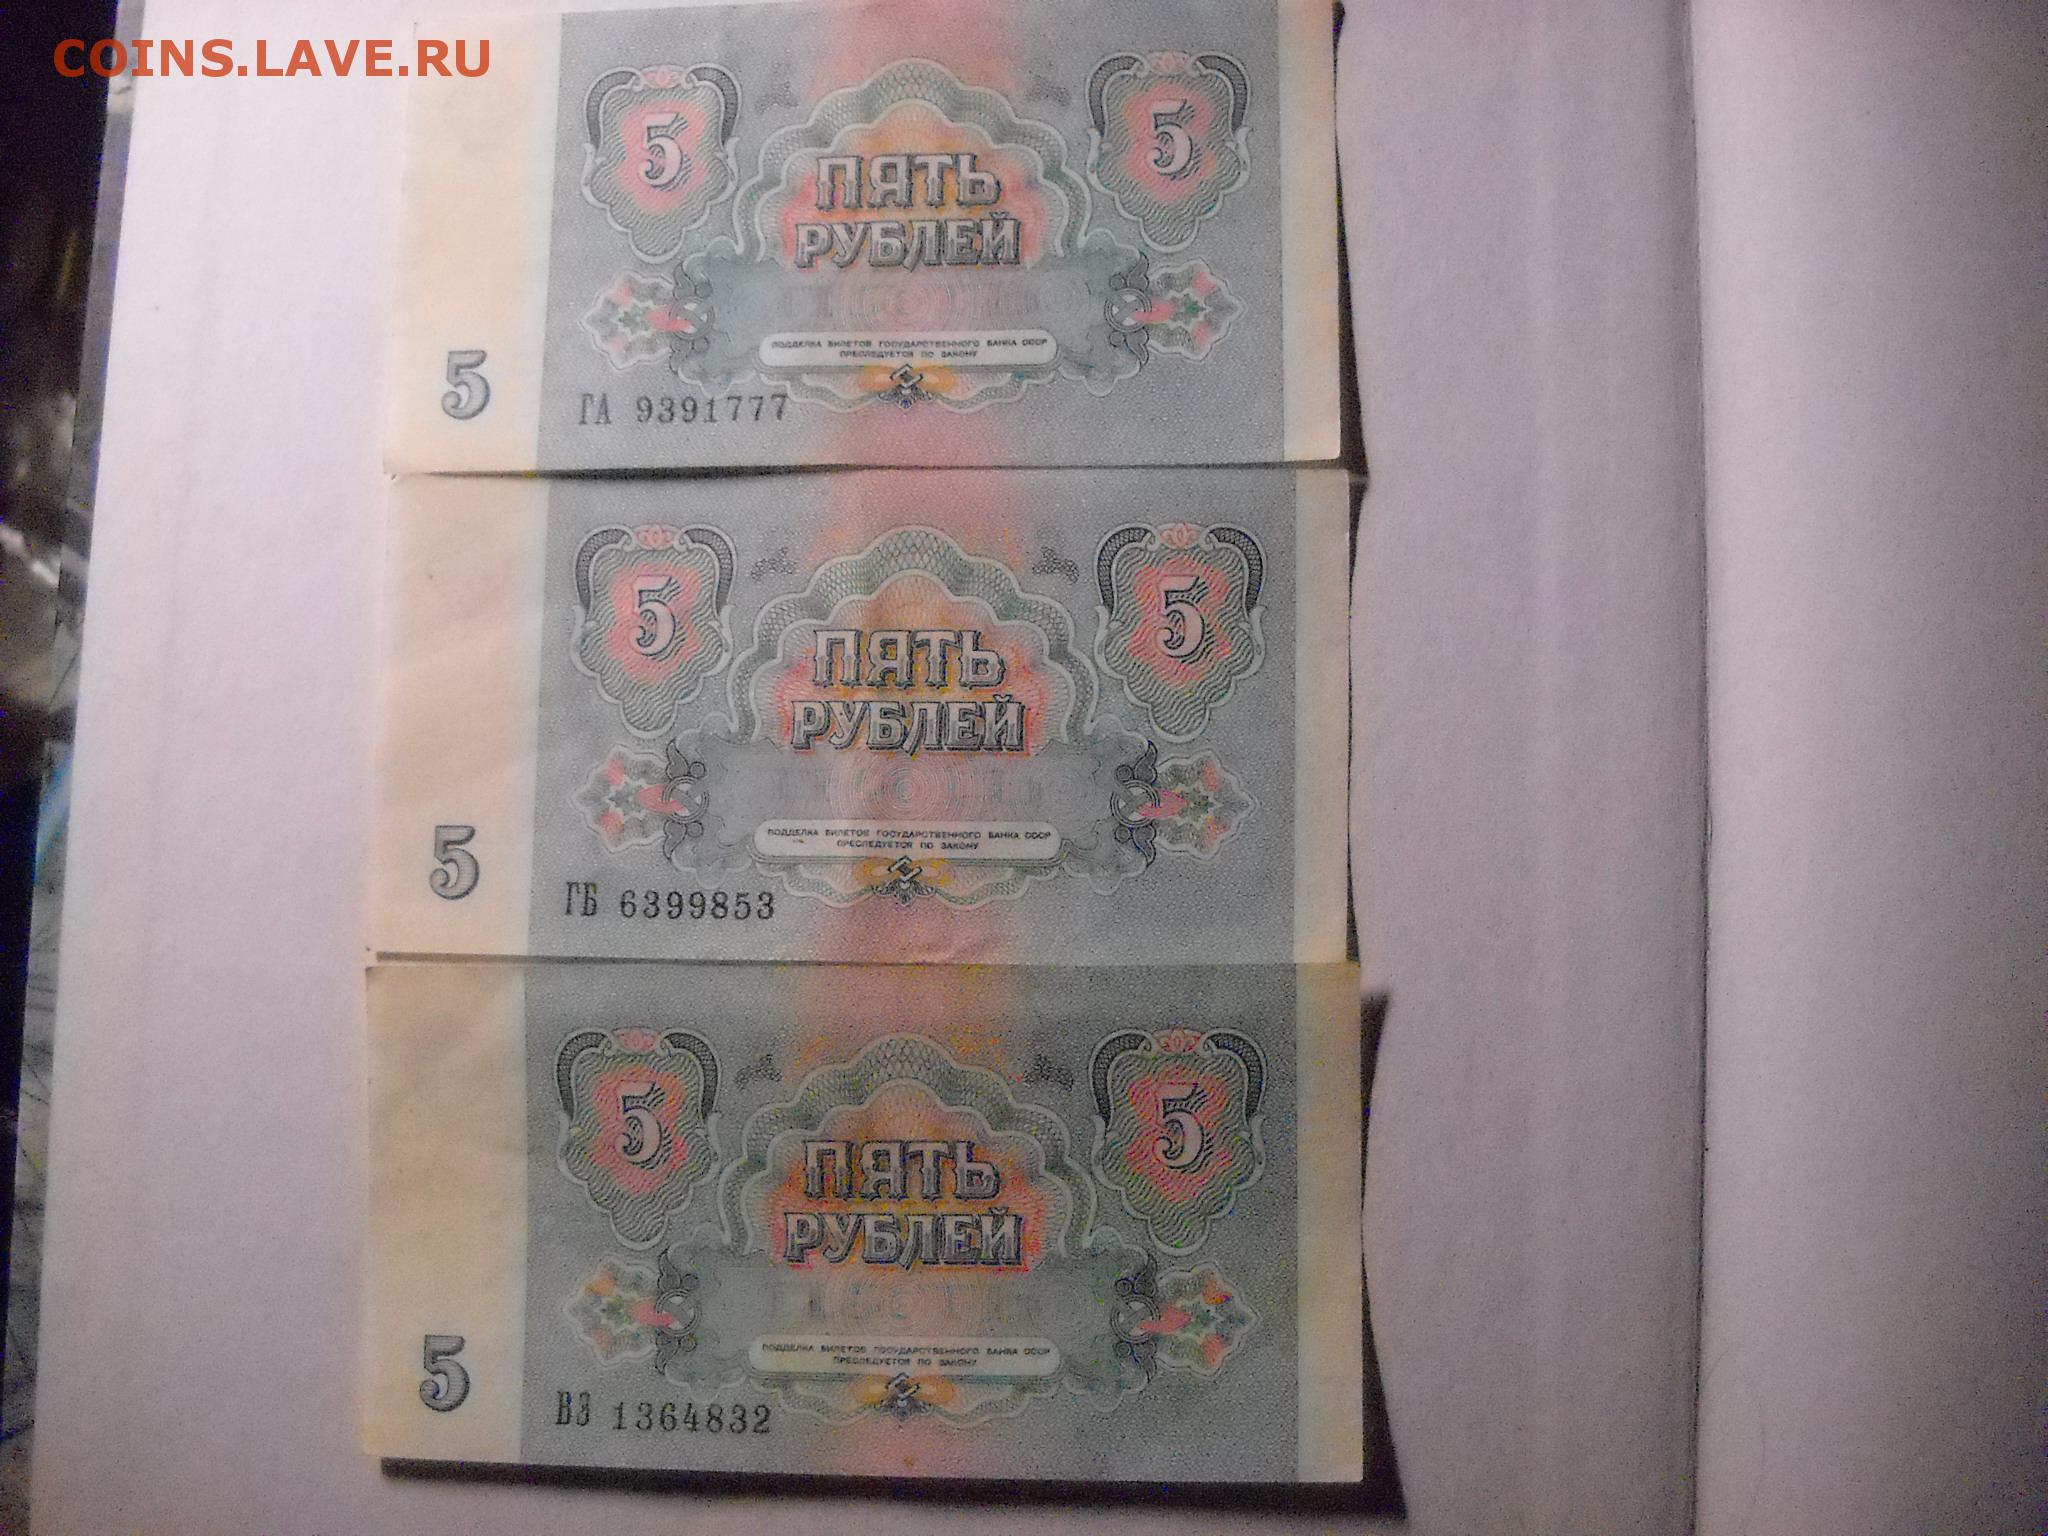 COINS.LAVE.RU
5 5
ПЯТЬ
РУБЛЕЙ
ПОДДЕЛКА БИЛЕТОВ ГОСУДАРСТВЕННОГО БАНКА СССР
ПРЕСЛЕДУЕТСЯ ПО ЗАКОНУ
5 ГА 9391777
5 5
ПЯТЬ
РУБЛЕЙ
ПОДДЕЛКА БИЛЕТОВ ГОСУДАРСТВЕННОГО БАНКА СССР
ПРЕСЛЕДУЕТСЯ ПО ЗАКОНУ
5 ГБ 6399853
5 5
ПЯТЬ
РУБЛЕЙ
ПОДДЕЛКА БИЛЕТОВ ГОСУДАРСТВЕННОГО БАНКА СССР
ПРЕСЛЕДУЕТСЯ ПО ЗАКОНУ
5 ВЗ 1364832